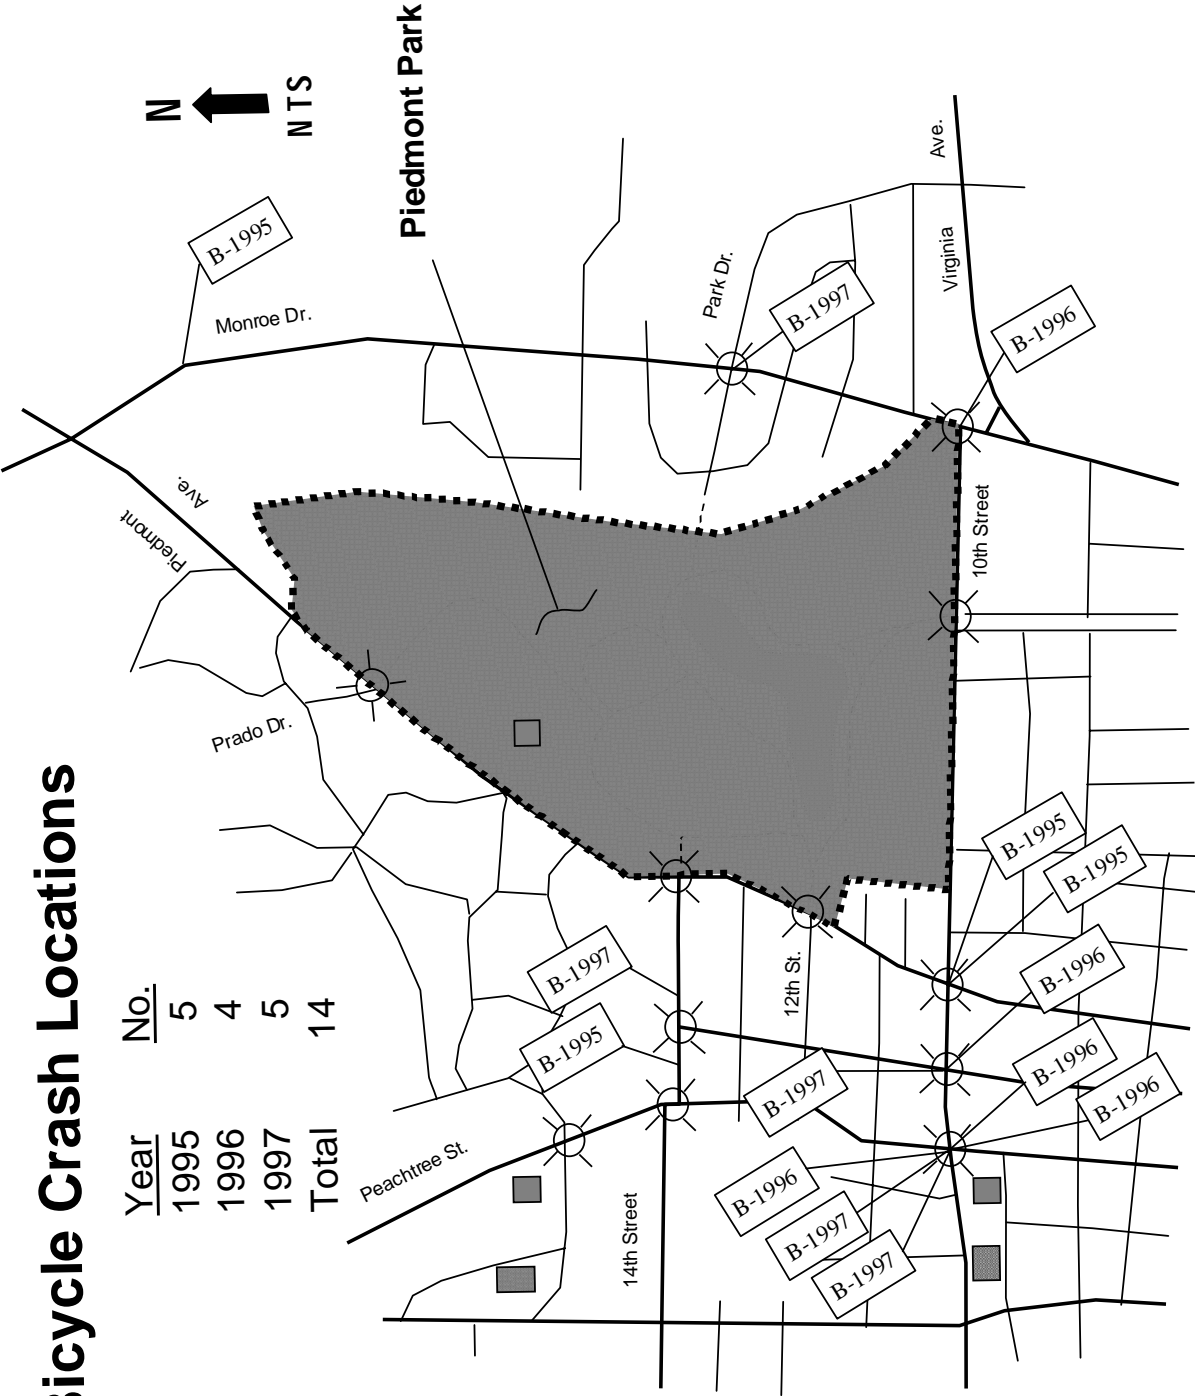 Bicycle Crash Locations
Year No.
1995 5
1996 4
1997 5
Total 14
N
NTS
Piedmont Park
B-1995
Monroe Dr.
Piedmont
Ave.
Prado Dr.
Park Dr.
B-1997
Virginia
Ave.
B-1996
10th Street
B-1995
B-1995
B-1996
B-1996
B-1996
12th St.
B-1997
B-1997
B-1995
Peachtree St.
14th Street
B-1996
B-1997
B-1997